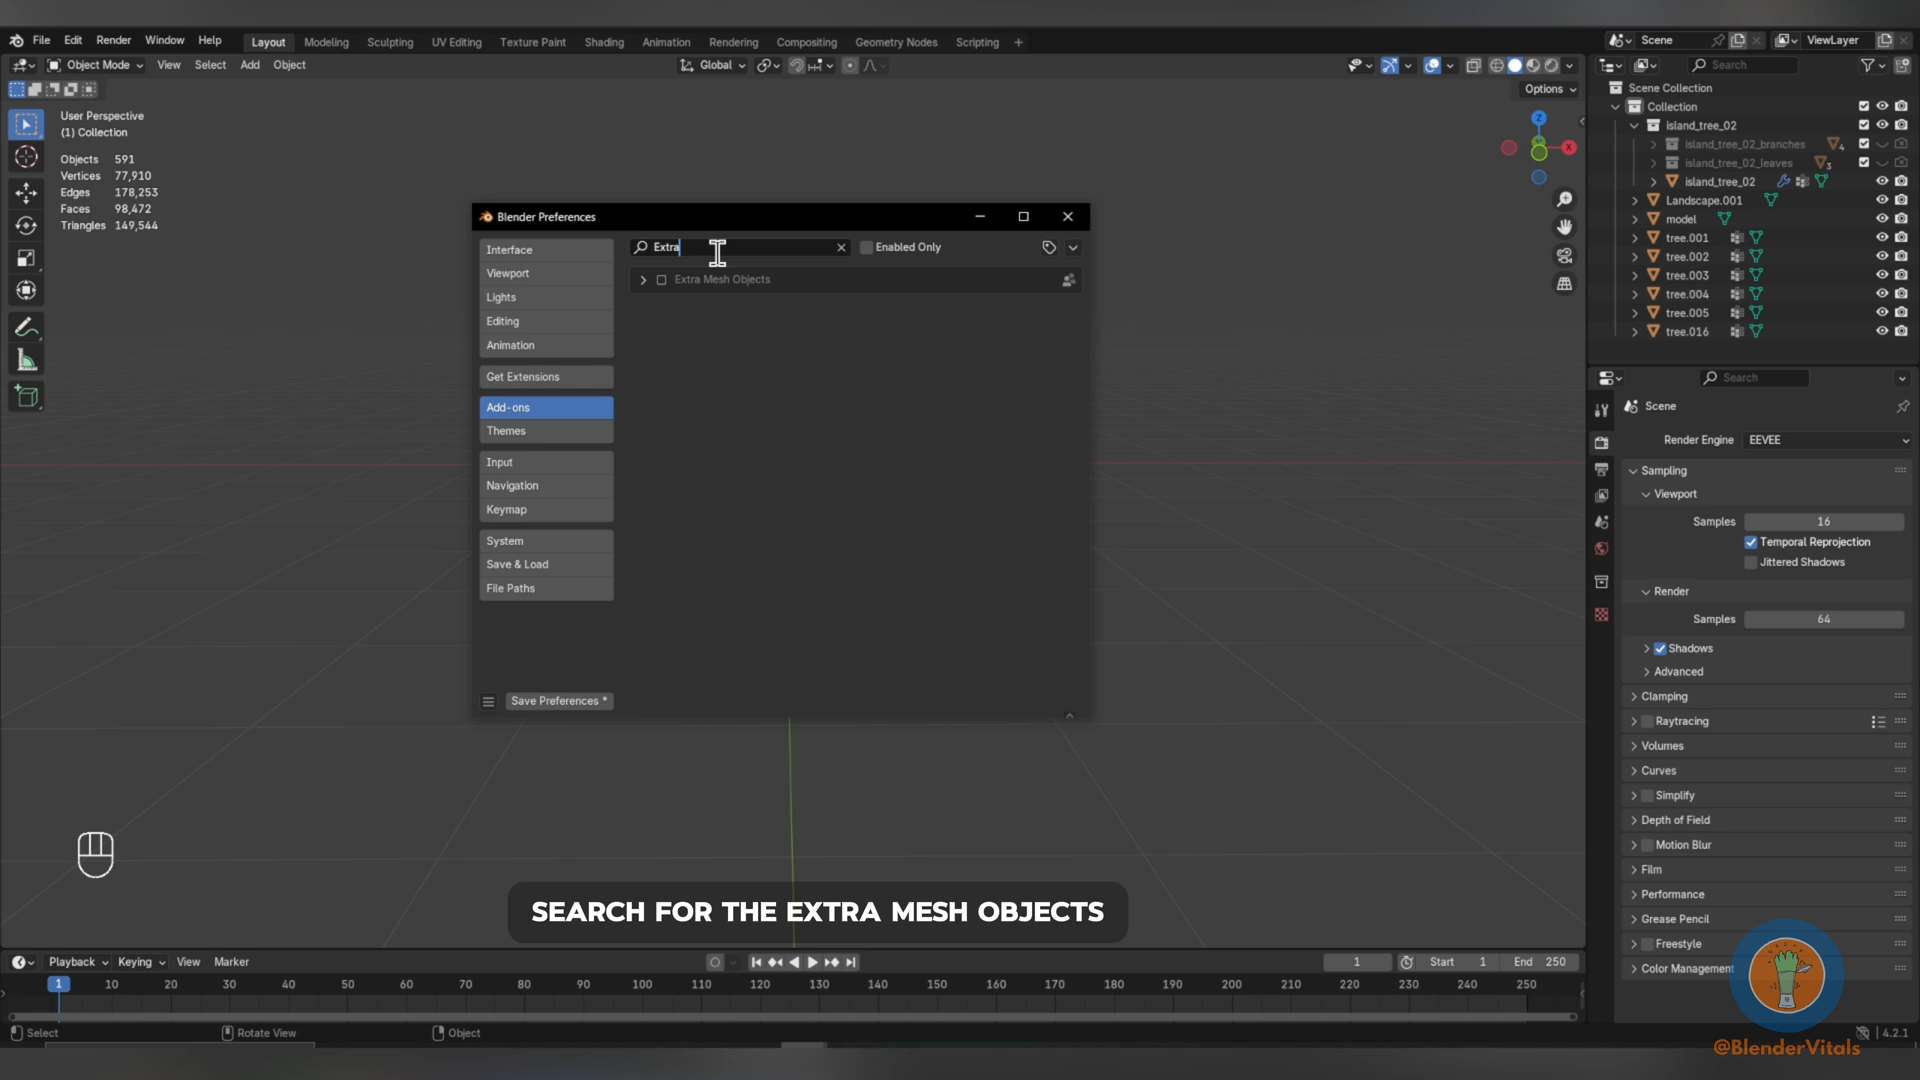 File Edit Render Window Help Layout Modeling Sculpting UV Editing Texture Paint Shading Animation Rendering Compositing Geometry Nodes Scripting + Scene ViewLayer
Object Mode View Select Add Object Global Search
Options
User Perspective
(1) Collection
Objects 591
Vertices 77,910
Edges 178,253
Faces 98,472
Triangles 149,544
Z
X
Scene Collection
Collection
island_tree_02
island_tree_02_branches 4
island_tree_02_leaves 3
island_tree_02
Landscape.001
model
tree.001
tree.002
tree.003
tree.004
tree.005
tree.016
Blender Preferences
Interface
Viewport
Lights
Editing
Animation
Get Extensions
Add-ons
Themes
Input
Navigation
Keymap
System
Save & Load
File Paths
Extra Enabled Only
Extra Mesh Objects
Save Preferences *
Search
Scene
Render Engine EEVEE
Sampling
Viewport
Samples 16
Temporal Reprojection
Jittered Shadows
Render
Samples 64
Shadows
Advanced
Clamping
Raytracing
Volumes
Curves
Simplify
Depth of Field
Motion Blur
Film
Performance
Grease Pencil
Freestyle
Color Management
SEARCH FOR THE EXTRA MESH OBJECTS
Playback Keying View Marker 1 Start 1 End 250
1 10 20 30 40 50 60 70 80 90 100 110 120 130 140 150 160 170 180 190 200 210 220 230 240 250
Select Rotate View Object 4.2.1
@BlenderVitals